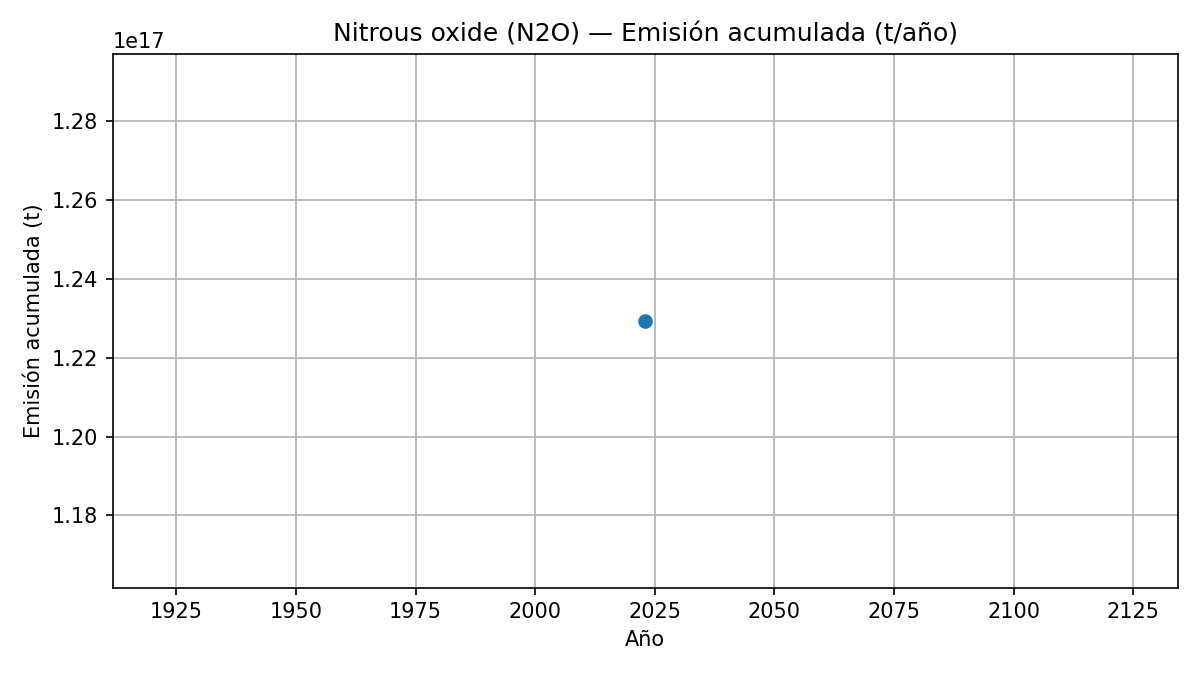 Nitrous oxide (N2O) — Emisión acumulada (t/año)
1e17
1.28
1.26
1.24
1.22
1.20
1.18
Emisión acumulada (t)
1925 1950 1975 2000 2025 2050 2075 2100 2125
Año